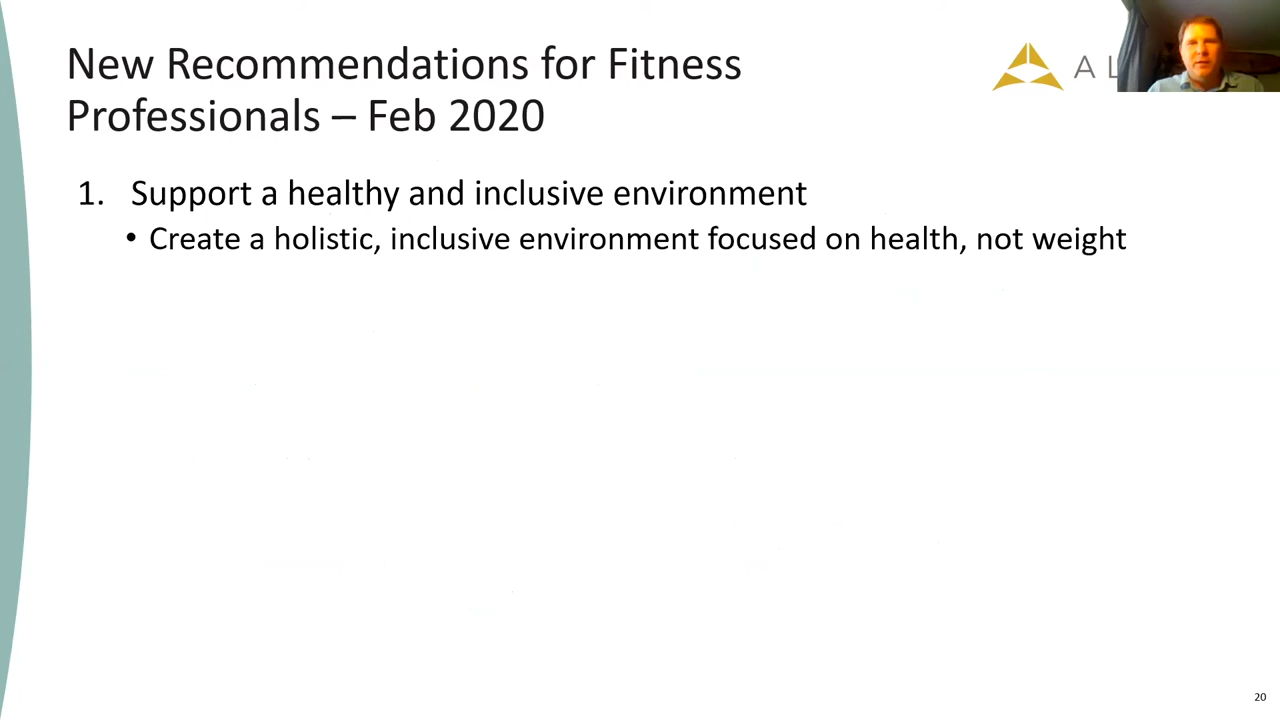 New Recommendations for Fitness
Professionals – Feb 2020
A L
1. Support a healthy and inclusive environment
• Create a holistic, inclusive environment focused on health, not weight
20